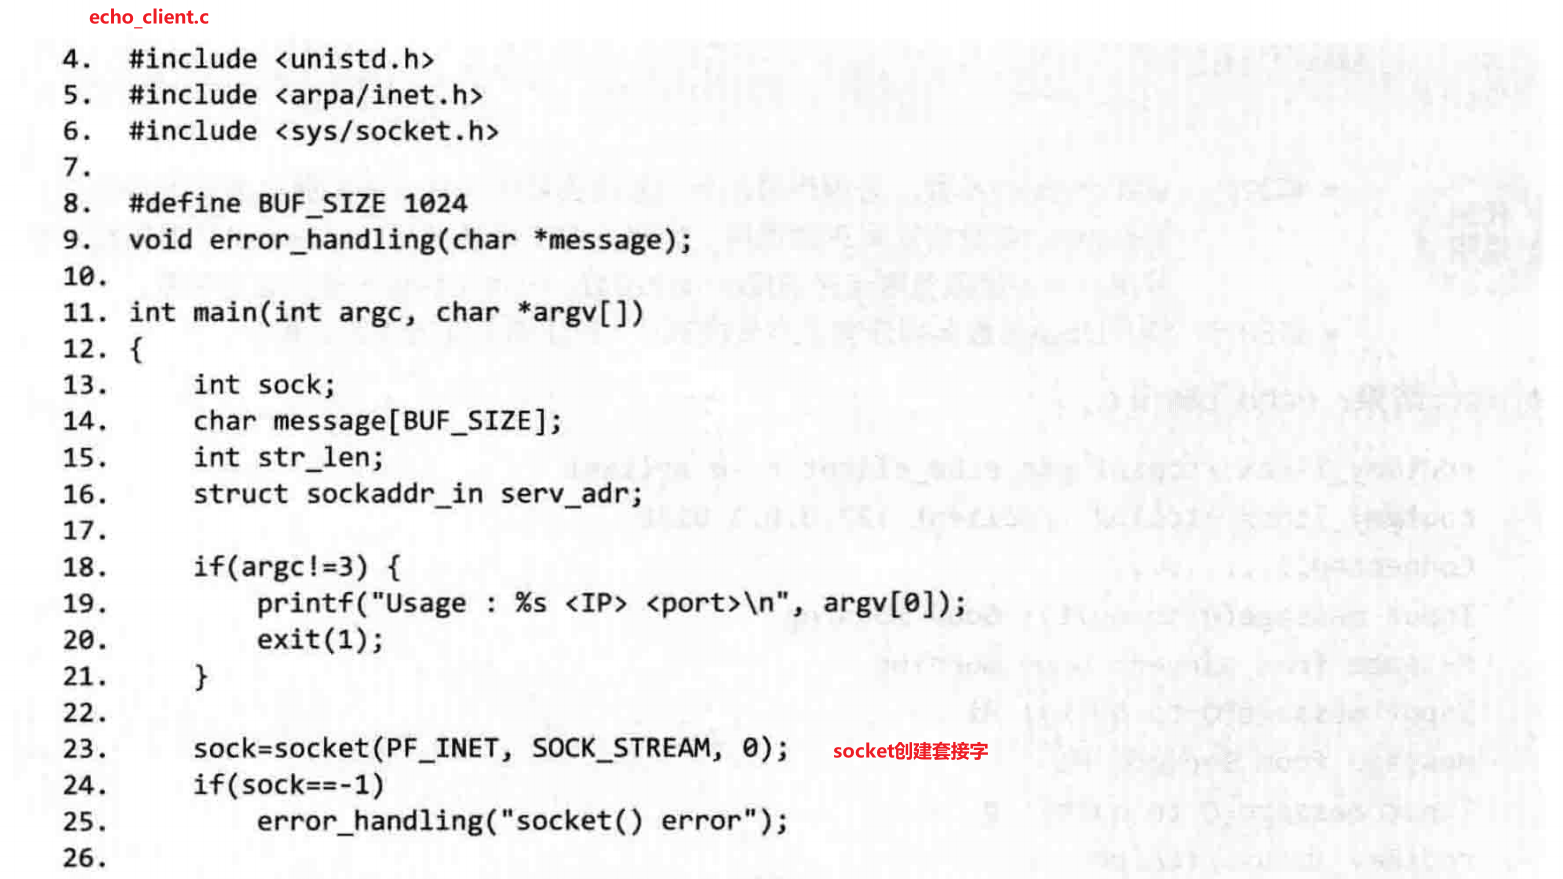 echo_client.c
4. #include <unistd.h>
5. #include <arpa/inet.h>
6. #include <sys/socket.h>
7.
8. #define BUF_SIZE 1024
9. void error_handling(char *message);
10.
11. int main(int argc, char *argv[])
12. {
13.     int sock;
14.     char message[BUF_SIZE];
15.     int str_len;
16.     struct sockaddr_in serv_adr;
17.
18.     if(argc!=3) {
19.         printf("Usage : %s <IP> <port>\n", argv[0]);
20.         exit(1);
21.     }
22.
23.     sock=socket(PF_INET, SOCK_STREAM, 0); socket创建套接字
24.     if(sock==-1)
25.         error_handling("socket() error");
26.